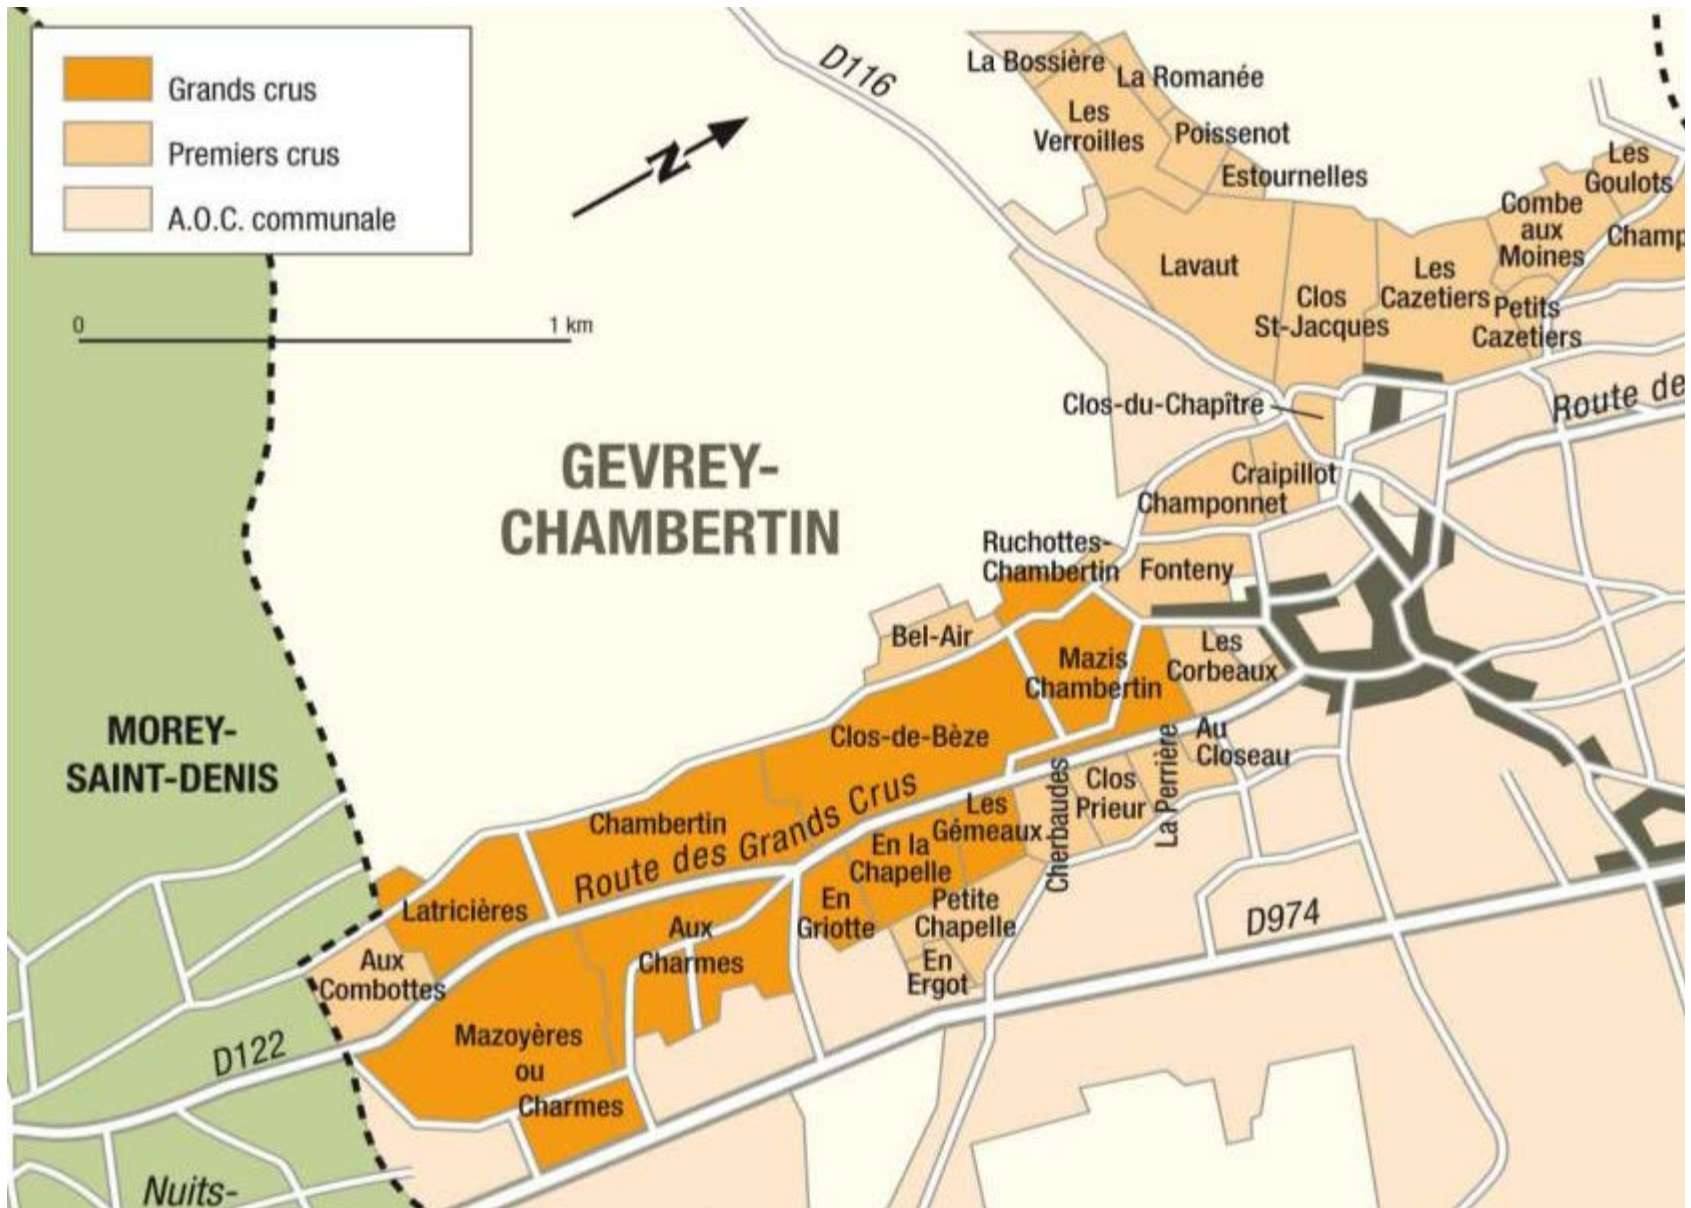 Grands crus
Premiers crus
A.O.C. communale
0
1 km
N
D116
La Bossière
La Romanée
Les
Verroilles
Poissenot
Estournelles
Les
Goulots
Combe
aux
Moines
Champ
Lavaut
Clos
St-Jacques
Les
Cazetiers
Petits
Cazetiers
Clos-du-Chapître
Route de
Craipillot
Champonnet
GEVREY-
CHAMBERTIN
Ruchottes-
Chambertin
Fonteny
Bel-Air
Mazis
Chambertin
Les
Corbeaux
MOREY-
SAINT-DENIS
Clos-de-Bèze
Au
Closeau
La Perrière
Clos
Prieur
Cherbaudes
Les
Gémeaux
Chambertin
Route des Grands Crus
En la
Chapelle
Petite
Chapelle
En
Griotte
En
Ergot
D974
Latricières
Aux
Charmes
Aux
Combottes
Mazoyères
ou
Charmes
D122
Nuits-